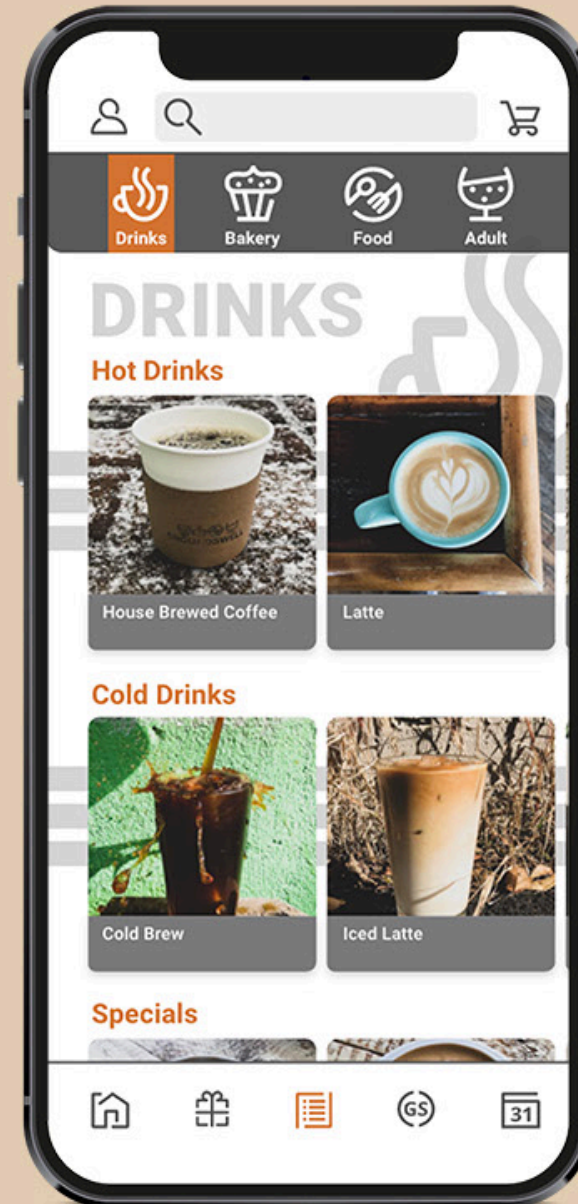 Drinks Bakery Food Adult
DRINKS
Hot Drinks
House Brewed Coffee Latte
Cold Drinks
Cold Brew Iced Latte
Specials
GS 31